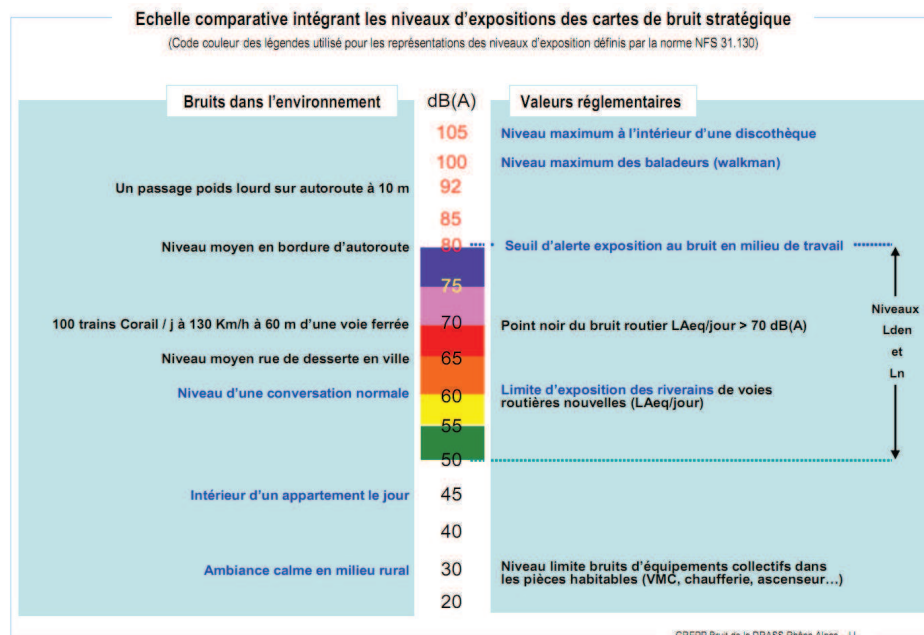 Echelle comparative intégrant les niveaux d'expositions des cartes de bruit stratégique
(Code couleur des légendes utilisé pour les représentations des niveaux d'exposition définis par la norme NFS 31.130)
Bruits dans l'environnement
dB(A)
Valeurs réglementaires
105
Niveau maximum à l'intérieur d'une discothèque
100
Niveau maximum des baladeurs (walkman)
Un passage poids lourd sur autoroute à 10 m
92
85
Niveau moyen en bordure d'autoroute
80
Seuil d'alerte exposition au bruit en milieu de travail
75
100 trains Corail / j à 130 Km/h à 60 m d'une voie ferrée
70
Point noir du bruit routier LAeq/jour > 70 dB(A)
Niveaux
Lden
et
Ln
Niveau moyen rue de desserte en ville
65
Niveau d'une conversation normale
60
Limite d'exposition des riverains de voies
routières nouvelles (LAeq/jour)
55
50
Intérieur d'un appartement le jour
45
40
Ambiance calme en milieu rural
30
Niveau limite bruits d'équipements collectifs dans
les pièces habitables (VMC, chaufferie, ascenseur…)
20